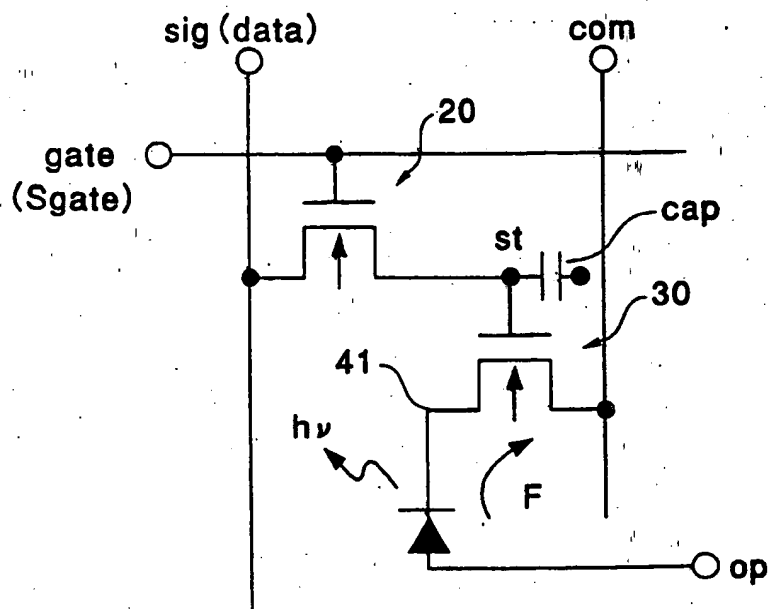 sig (data)
com
20
gate
(Sgate)
cap
st
30
41
hν
F
op